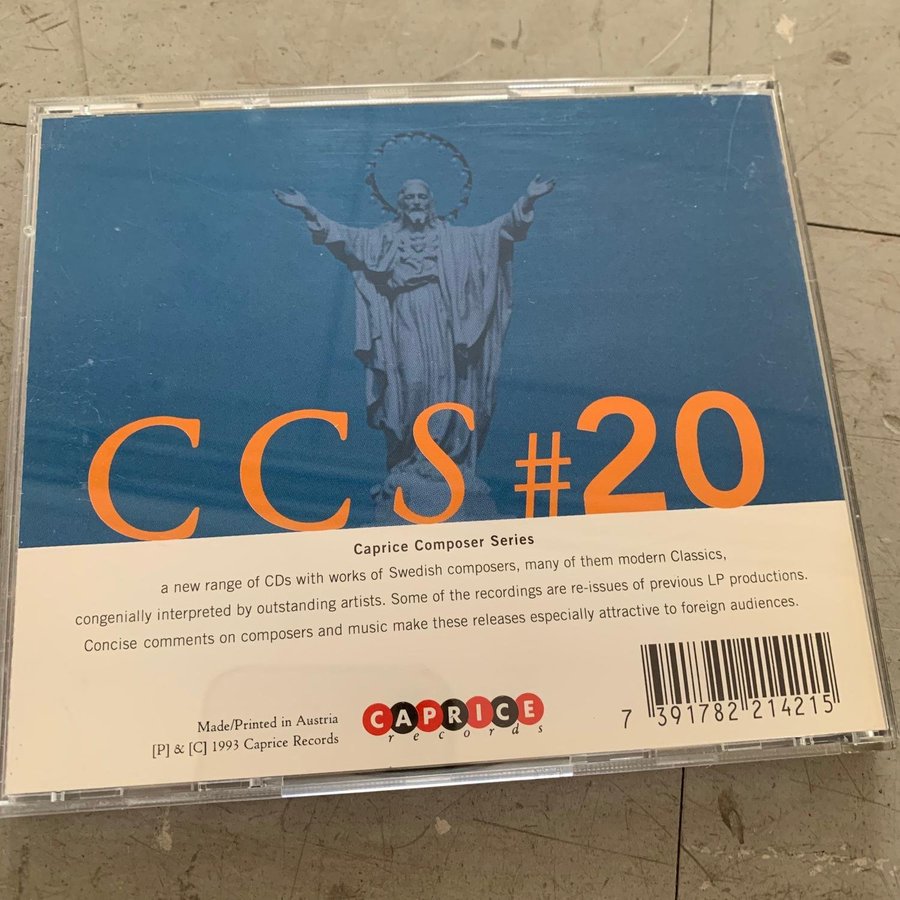 CCS #20
Caprice Composer Series
a new range of CDs with works of Swedish composers, many of them modern Classics,
congenially interpreted by outstanding artists. Some of the recordings are re-issues of previous LP productions.
Concise comments on composers and music make these releases especially attractive to foreign audiences.
Made/Printed in Austria
[P] & [C] 1993 Caprice Records
CAPRICE
records
7 391782 214215